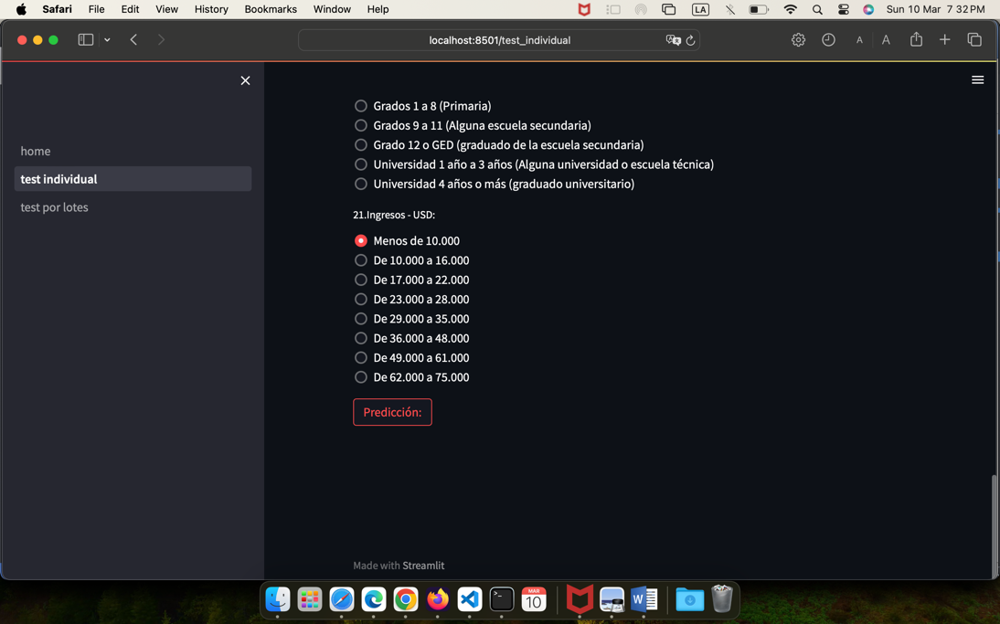 Safari File Edit View History Bookmarks Window Help LA Sun 10 Mar 7 32 PM
localhost:8501/test_individual A A
home
test individual
test por lotes
Grados 1 a 8 (Primaria)
Grados 9 a 11 (Alguna escuela secundaria)
Grado 12 o GED (graduado de la escuela secundaria)
Universidad 1 año a 3 años (Alguna universidad o escuela técnica)
Universidad 4 años o más (graduado universitario)
21.Ingresos - USD:
Menos de 10.000
De 10.000 a 16.000
De 17.000 a 22.000
De 23.000 a 28.000
De 29.000 a 35.000
De 36.000 a 48.000
De 49.000 a 61.000
De 62.000 a 75.000
Predicción:
Made with Streamlit
MAR
10
W